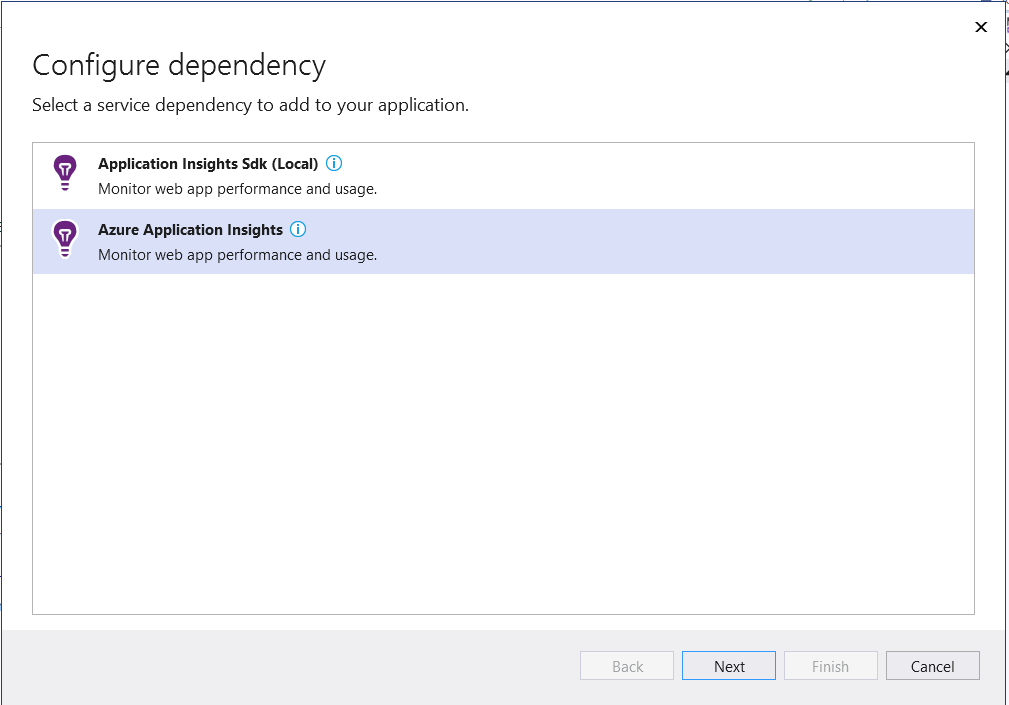 Configure dependency
Select a service dependency to add to your application.
Application Insights Sdk (Local)
Monitor web app performance and usage.
Azure Application Insights
Monitor web app performance and usage.
Back
Next
Finish
Cancel